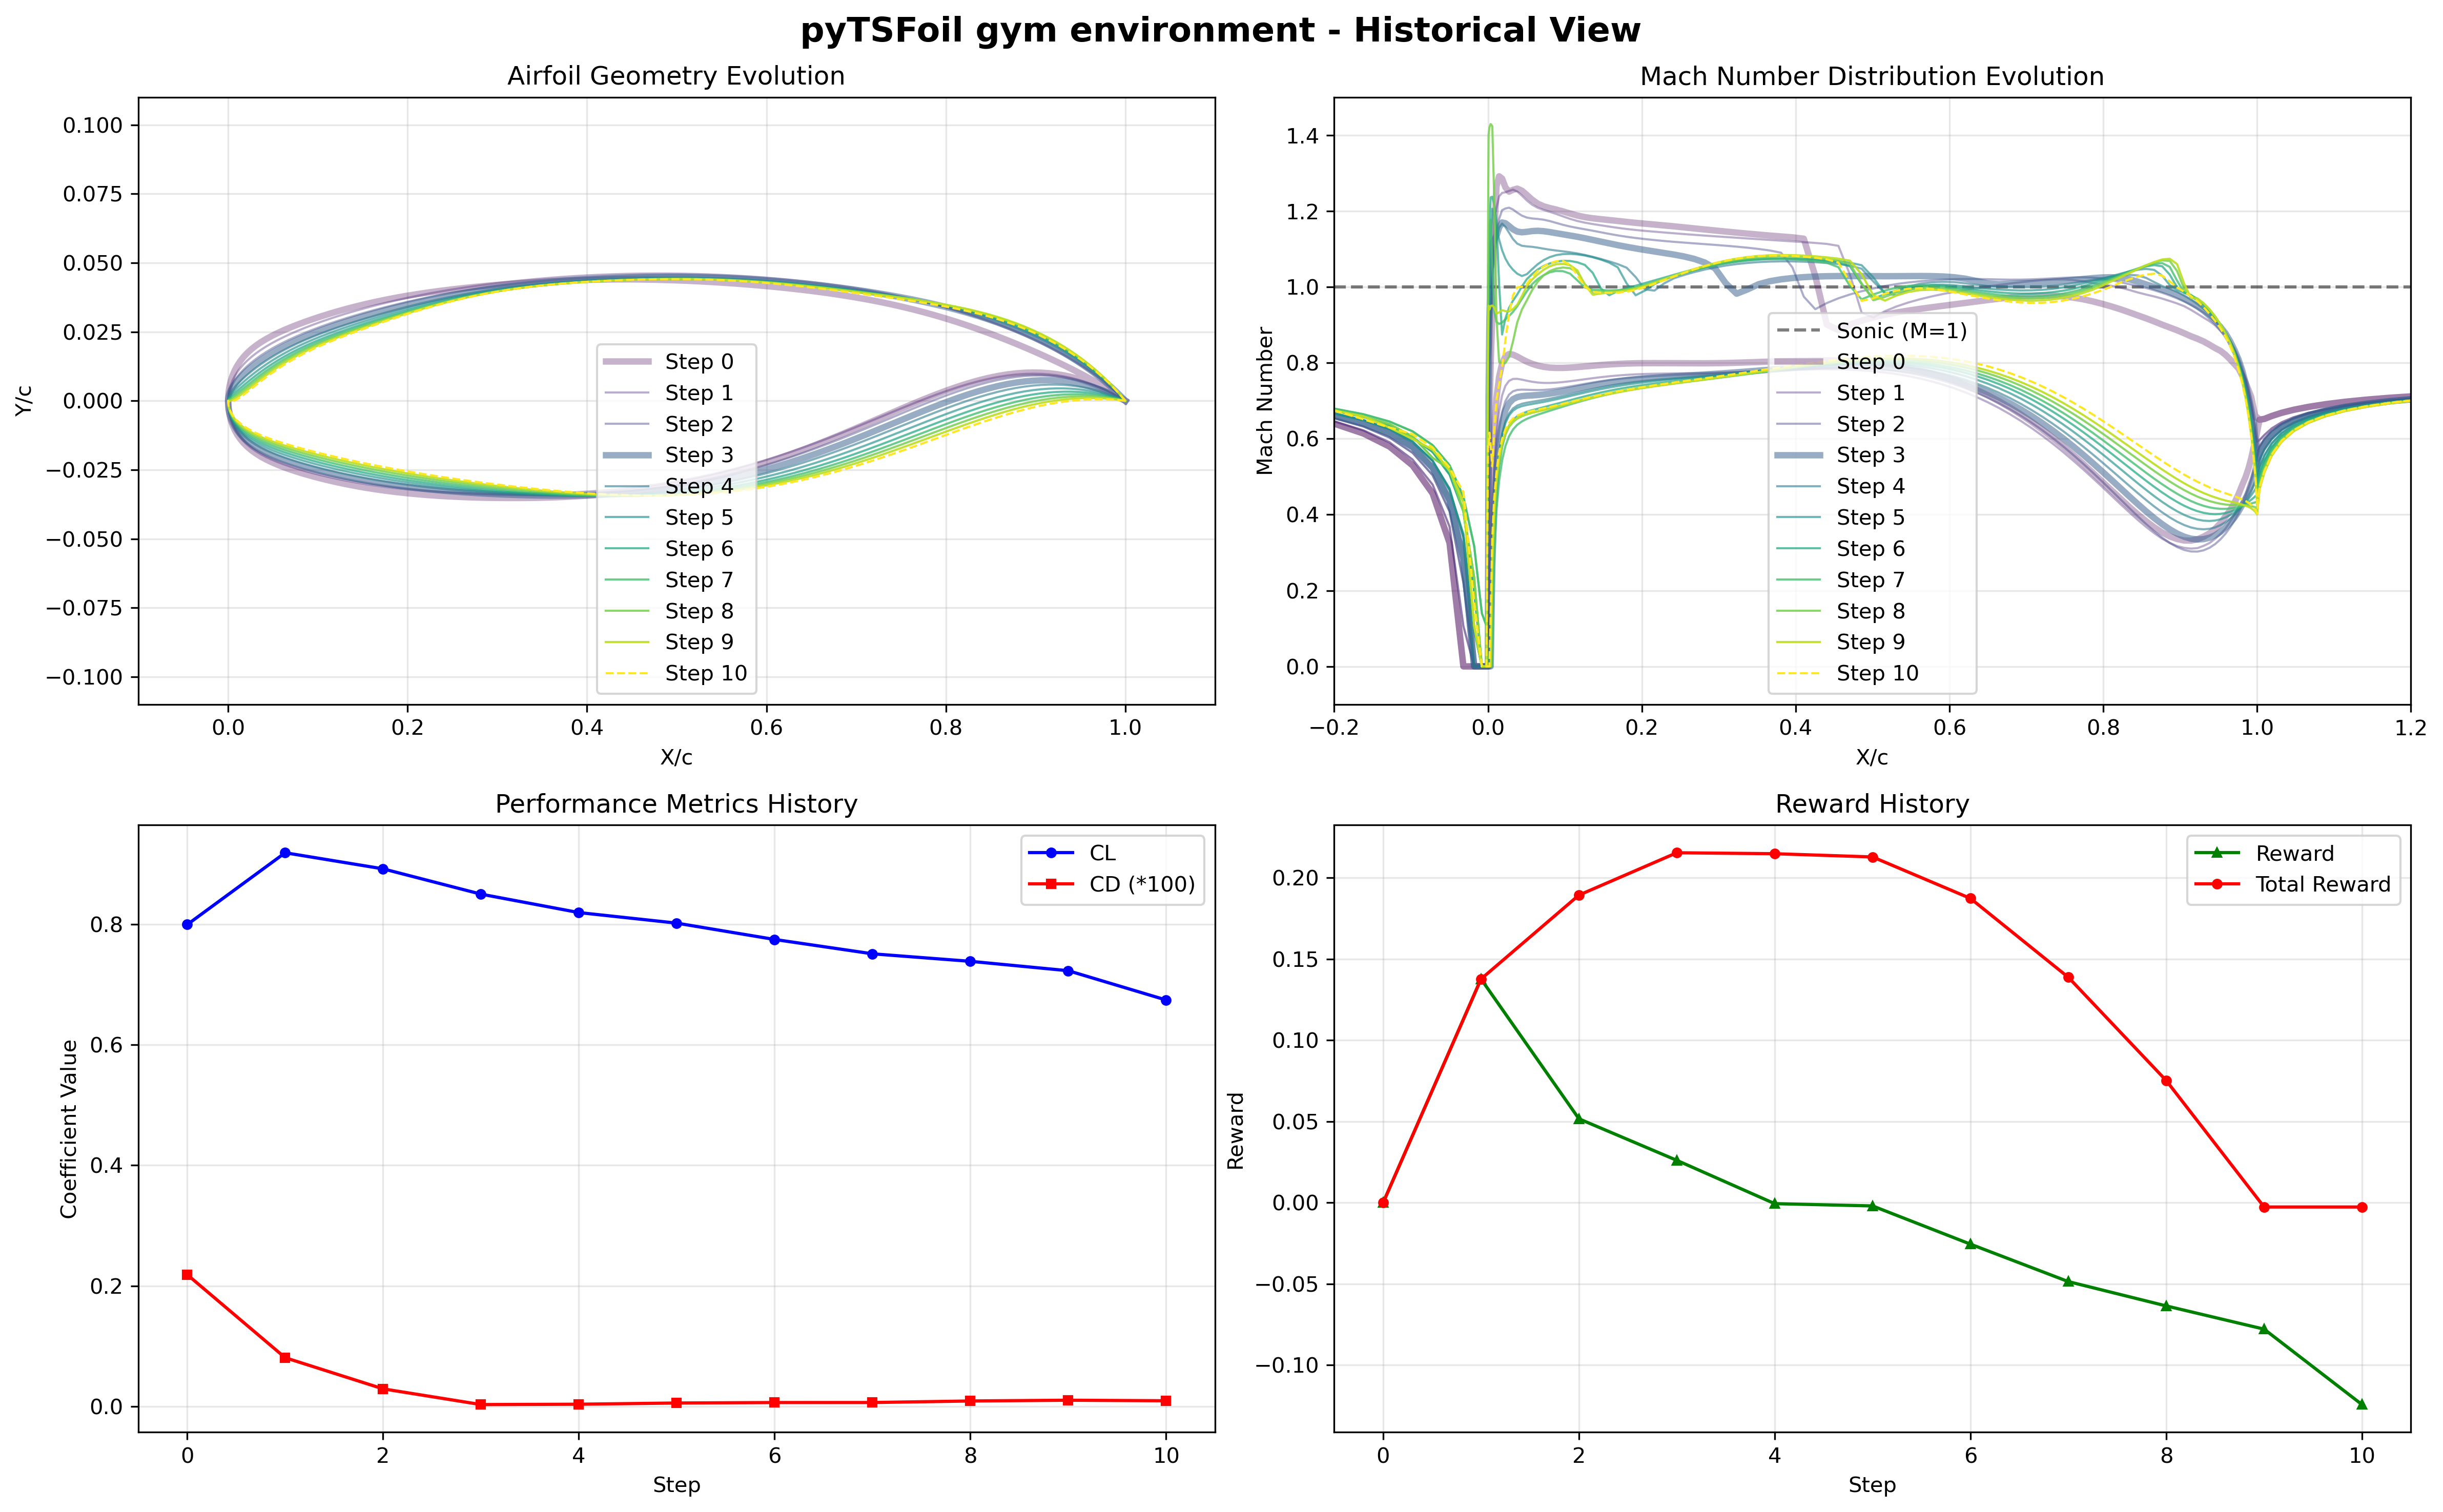 pyTSFoil gym environment - Historical View
Airfoil Geometry Evolution
0.100
0.075
0.050
0.025
0.000
−0.025
−0.050
−0.075
−0.100
Y/c
0.0
0.2
0.4
0.6
0.8
1.0
X/c
Step 0
Step 1
Step 2
Step 3
Step 4
Step 5
Step 6
Step 7
Step 8
Step 9
Step 10
Mach Number Distribution Evolution
1.4
1.2
1.0
0.8
0.6
0.4
0.2
0.0
Mach Number
−0.2
0.0
0.2
0.4
0.6
0.8
1.0
1.2
X/c
Sonic (M=1)
Step 0
Step 1
Step 2
Step 3
Step 4
Step 5
Step 6
Step 7
Step 8
Step 9
Step 10
Performance Metrics History
0.8
0.6
0.4
0.2
0.0
Coefficient Value
0
2
4
6
8
10
Step
CL
CD (*100)
Reward History
0.20
0.15
0.10
0.05
0.00
−0.05
−0.10
Reward
0
2
4
6
8
10
Step
Reward
Total Reward